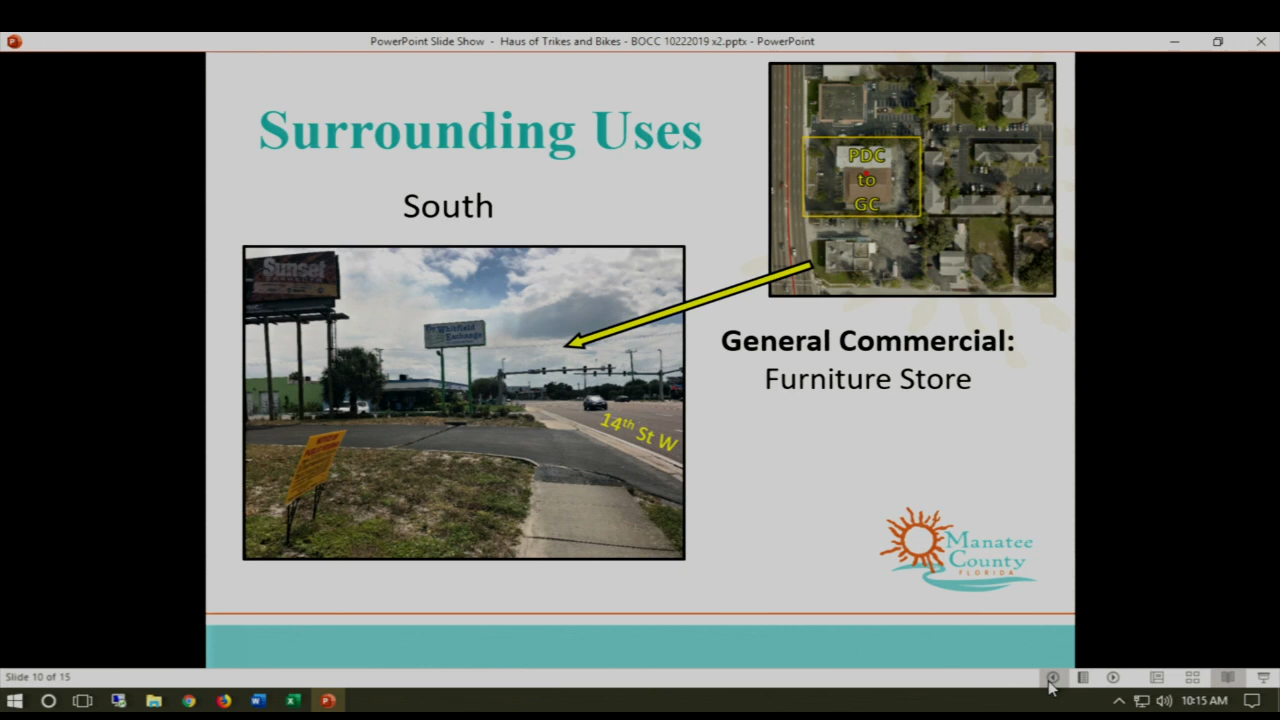 PowerPoint Slide Show - Haus of Trikes and Bikes - BOCC 10222019 x2.pptx - PowerPoint
Surrounding Uses
South
PDC
to
GC
Sunset
The Whitfield
Exchange
14th St W
General Commercial:
Furniture Store
Manatee
County
FLORIDA
Slide 10 of 15
10:15 AM